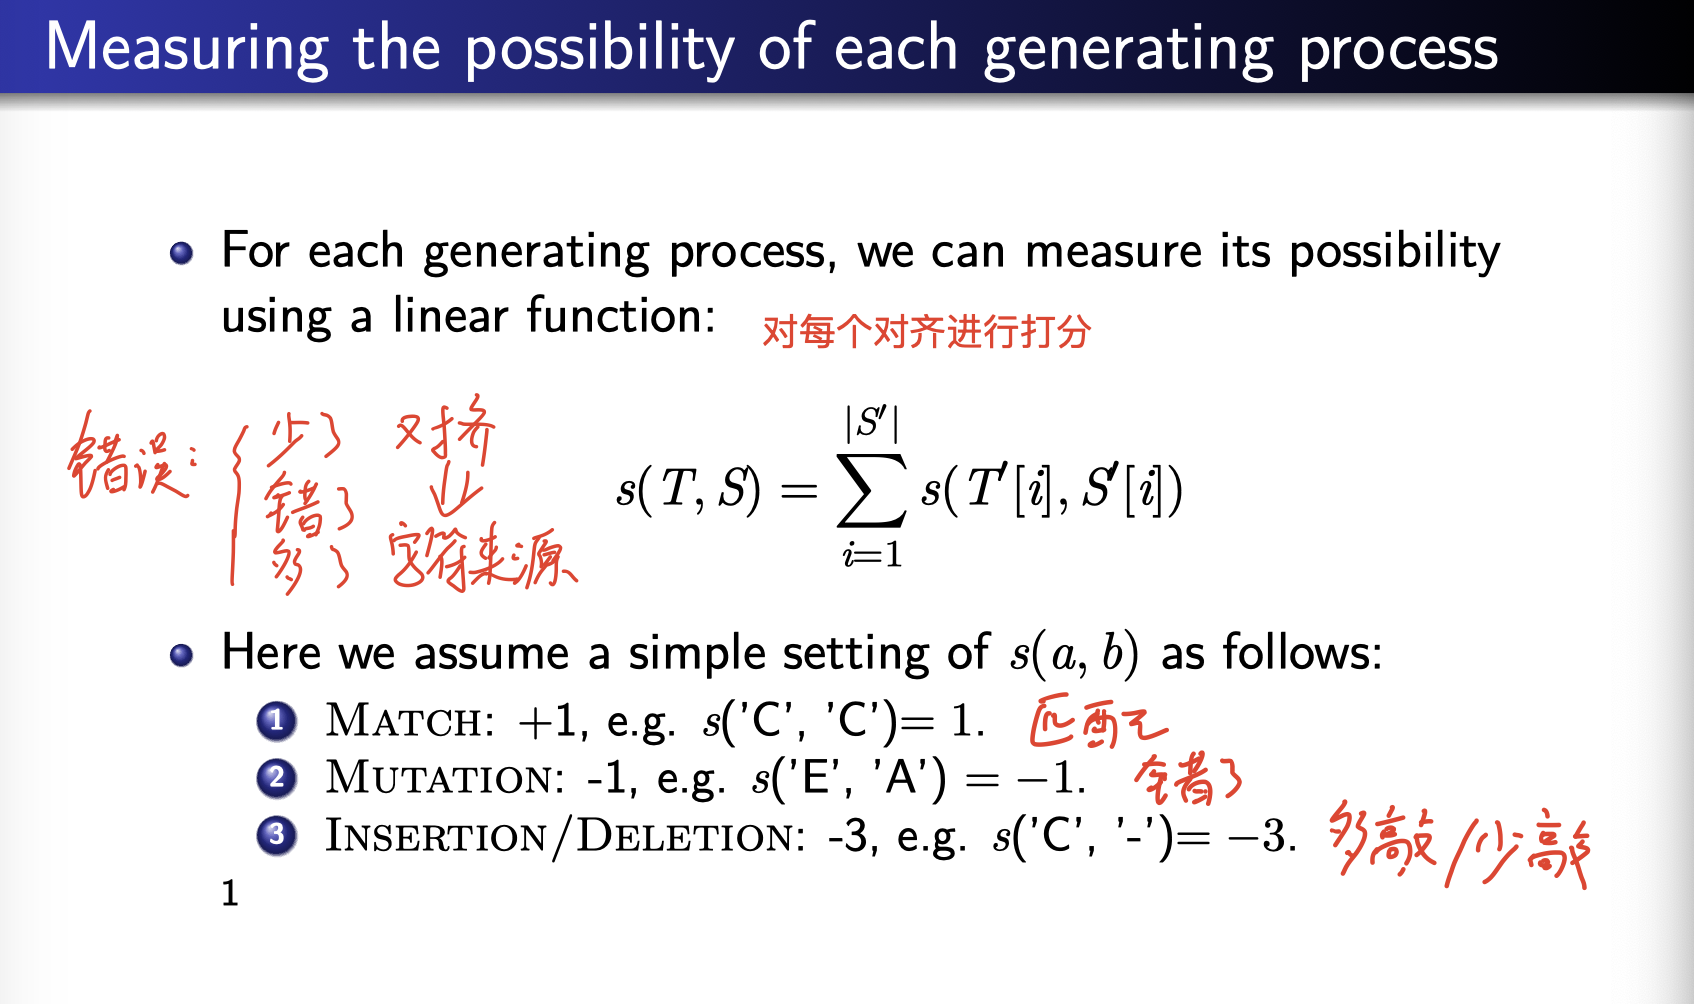 Measuring the possibility of each generating process
For each generating process, we can measure its possibility
using a linear function:
对每个对齐进行打分
错误: { 少了
错了
多了
对齐
↓
字符来源
s(T, S) = ∑_{i=1}^{|S′|} s(T′[i], S′[i])
Here we assume a simple setting of s(a, b) as follows:
1 MATCH: +1, e.g. s('C', 'C')= 1. 匹配了
2 MUTATION: -1, e.g. s('E', 'A') = −1. 错了
3 INSERTION/DELETION: -3, e.g. s('C', '-')= −3. 多敲/少敲
1